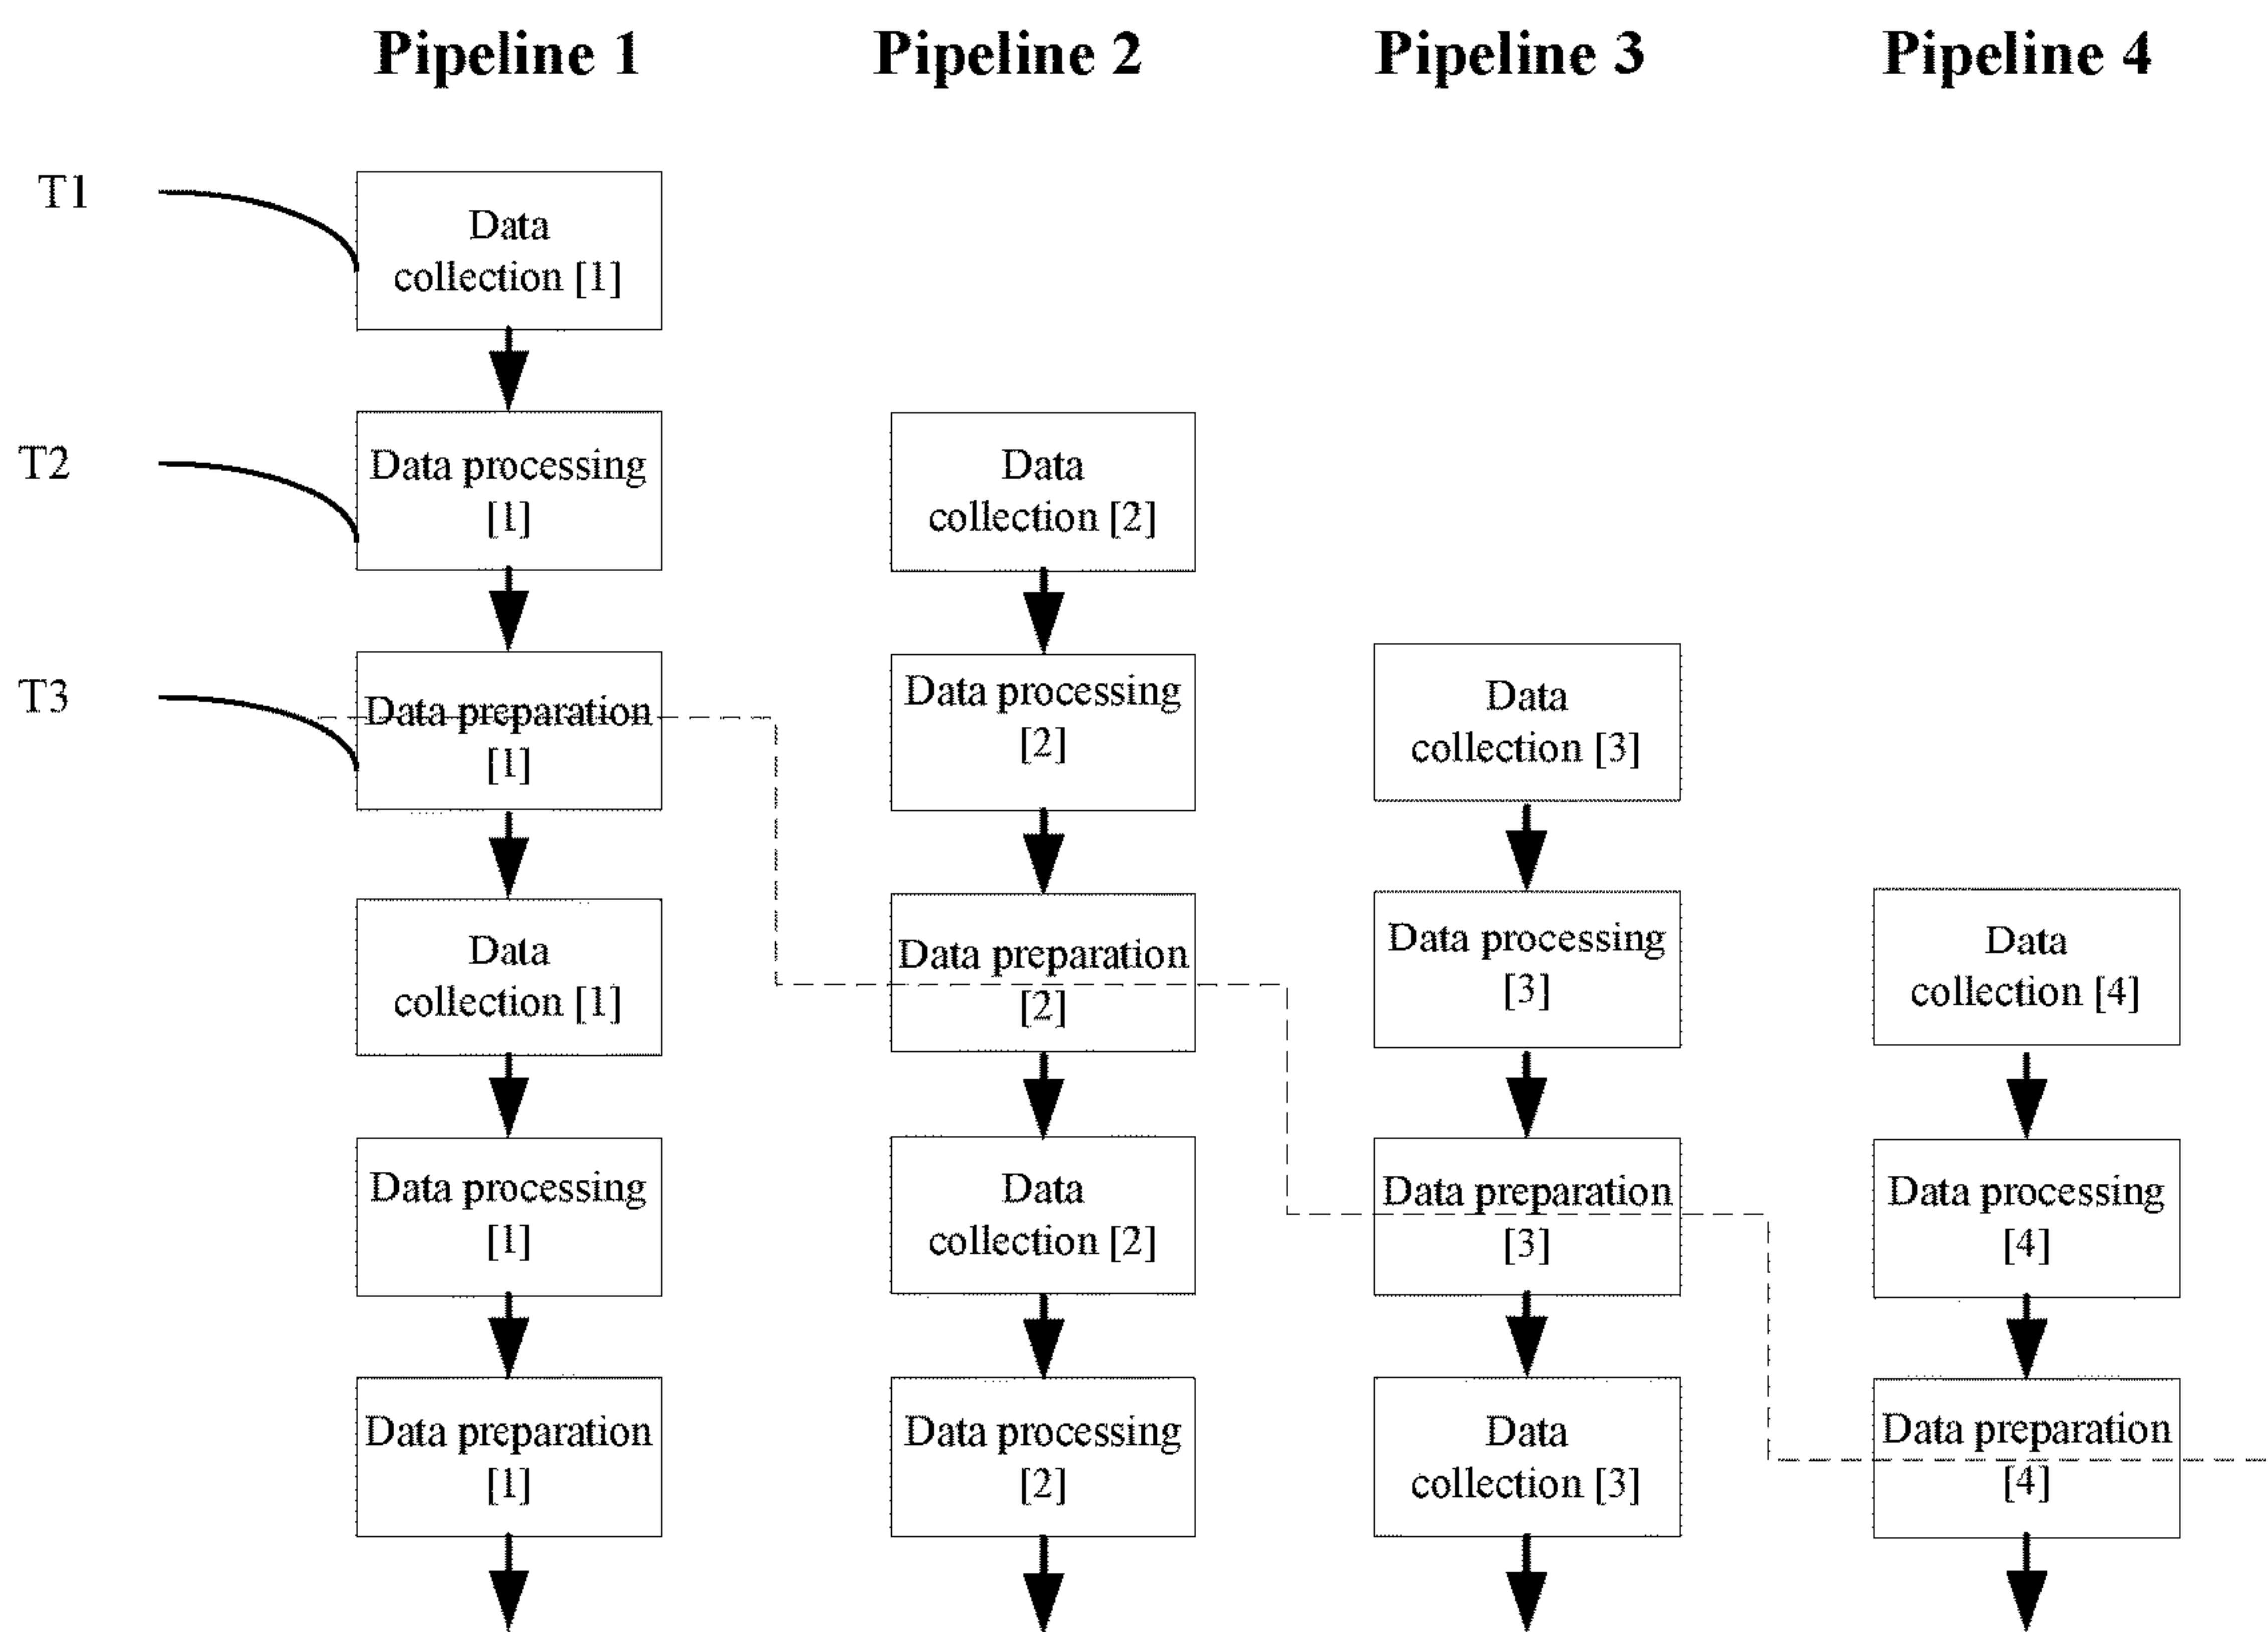 Pipeline 1
Pipeline 2
Pipeline 3
Pipeline 4
T1
Data
collection [1]
T2
Data processing
[1]
Data
collection [2]
T3
Data preparation
[1]
Data processing
[2]
Data
collection [3]
Data
collection [1]
Data preparation
[2]
Data processing
[3]
Data
collection [4]
Data processing
[1]
Data
collection [2]
Data preparation
[3]
Data processing
[4]
Data preparation
[1]
Data processing
[2]
Data
collection [3]
Data preparation
[4]